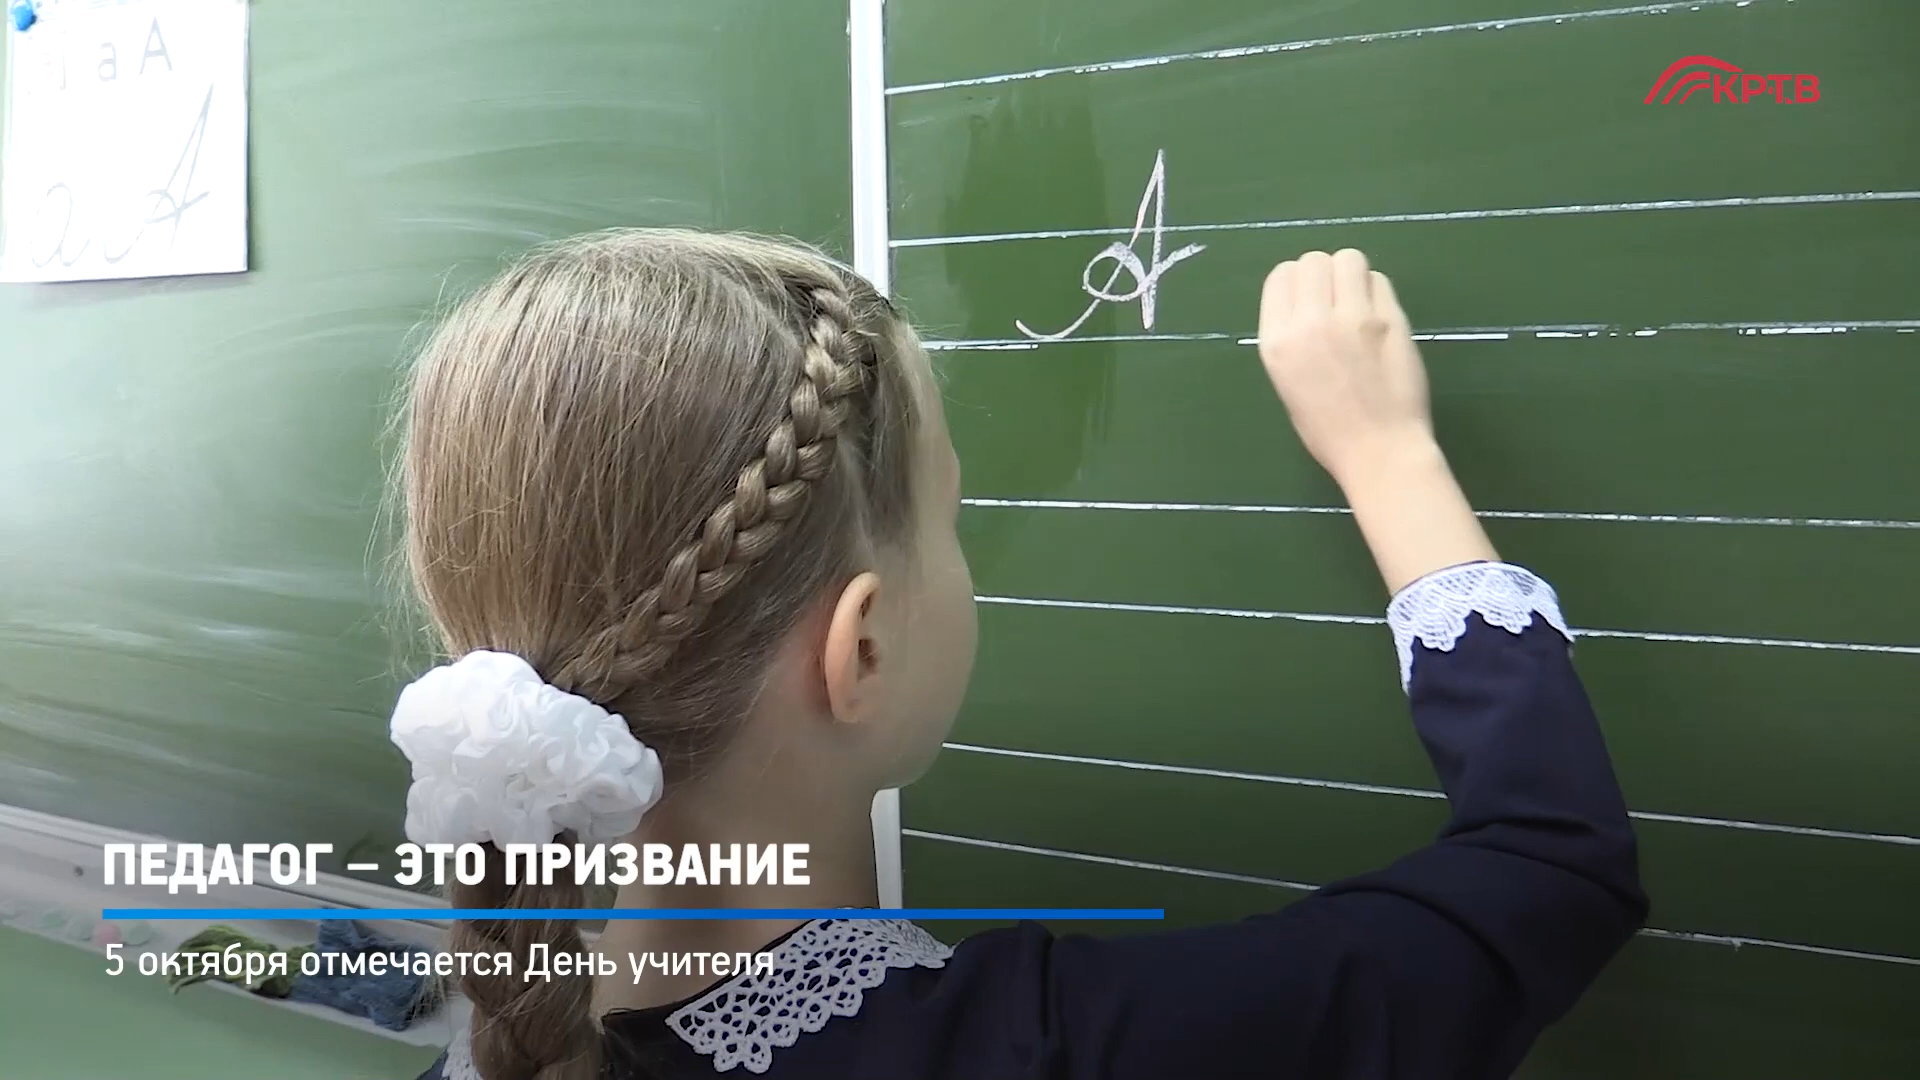 а А
а А
КРТВ
А
ПЕДАГОГ – ЭТО ПРИЗВАНИЕ
5 октября отмечается День учителя